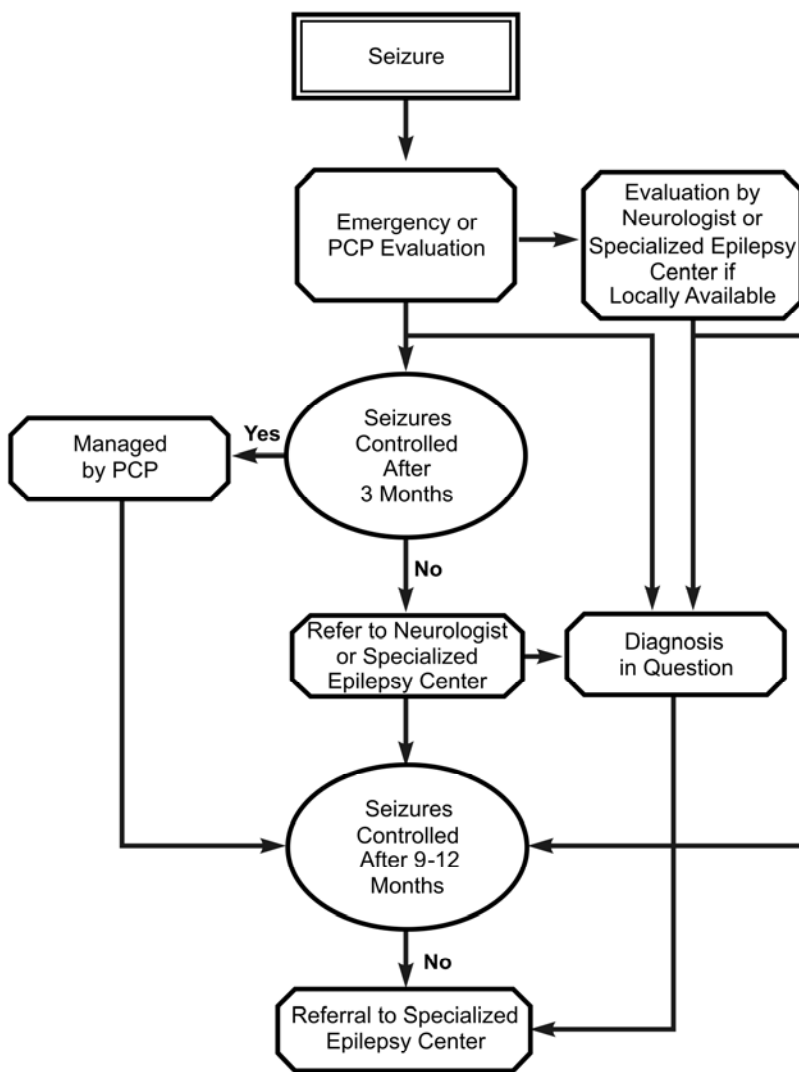 Seizure
Emergency or
PCP Evaluation
Evaluation by
Neurologist or
Specialized Epilepsy
Center if
Locally Available
Seizures
Controlled
After
3 Months
Yes
Managed
by PCP
No
Refer to Neurologist
or Specialized
Epilepsy Center
Diagnosis
in Question
Seizures
Controlled
After 9-12
Months
No
Referral to Specialized
Epilepsy Center